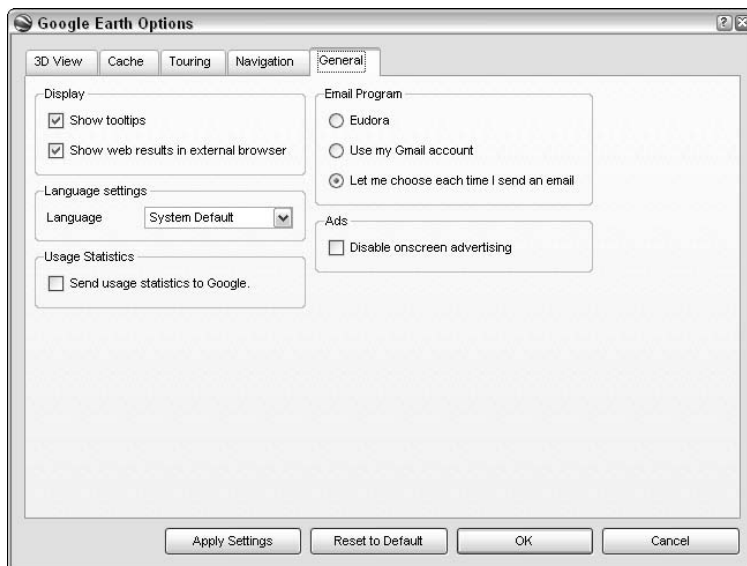 Google Earth Options
3D View
Cache
Touring
Navigation
General
Display
Show tooltips
Show web results in external browser
Language settings
Language
System Default
Usage Statistics
Send usage statistics to Google.
Email Program
Eudora
Use my Gmail account
Let me choose each time I send an email
Ads
Disable onscreen advertising
Apply Settings
Reset to Default
OK
Cancel